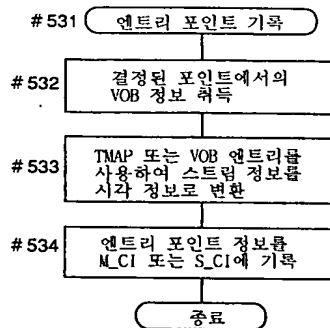 #531 엔트리 포인트 기록
#532 결정된 포인트에서의
VOB 정보 취득
#533 TMAP 또는 VOB 엔트리를
사용하여 스트림 정보를
시각 정보로 변환
#534 엔트리 포인트 정보를
M_CI 또는 S_CI에 기록
종료